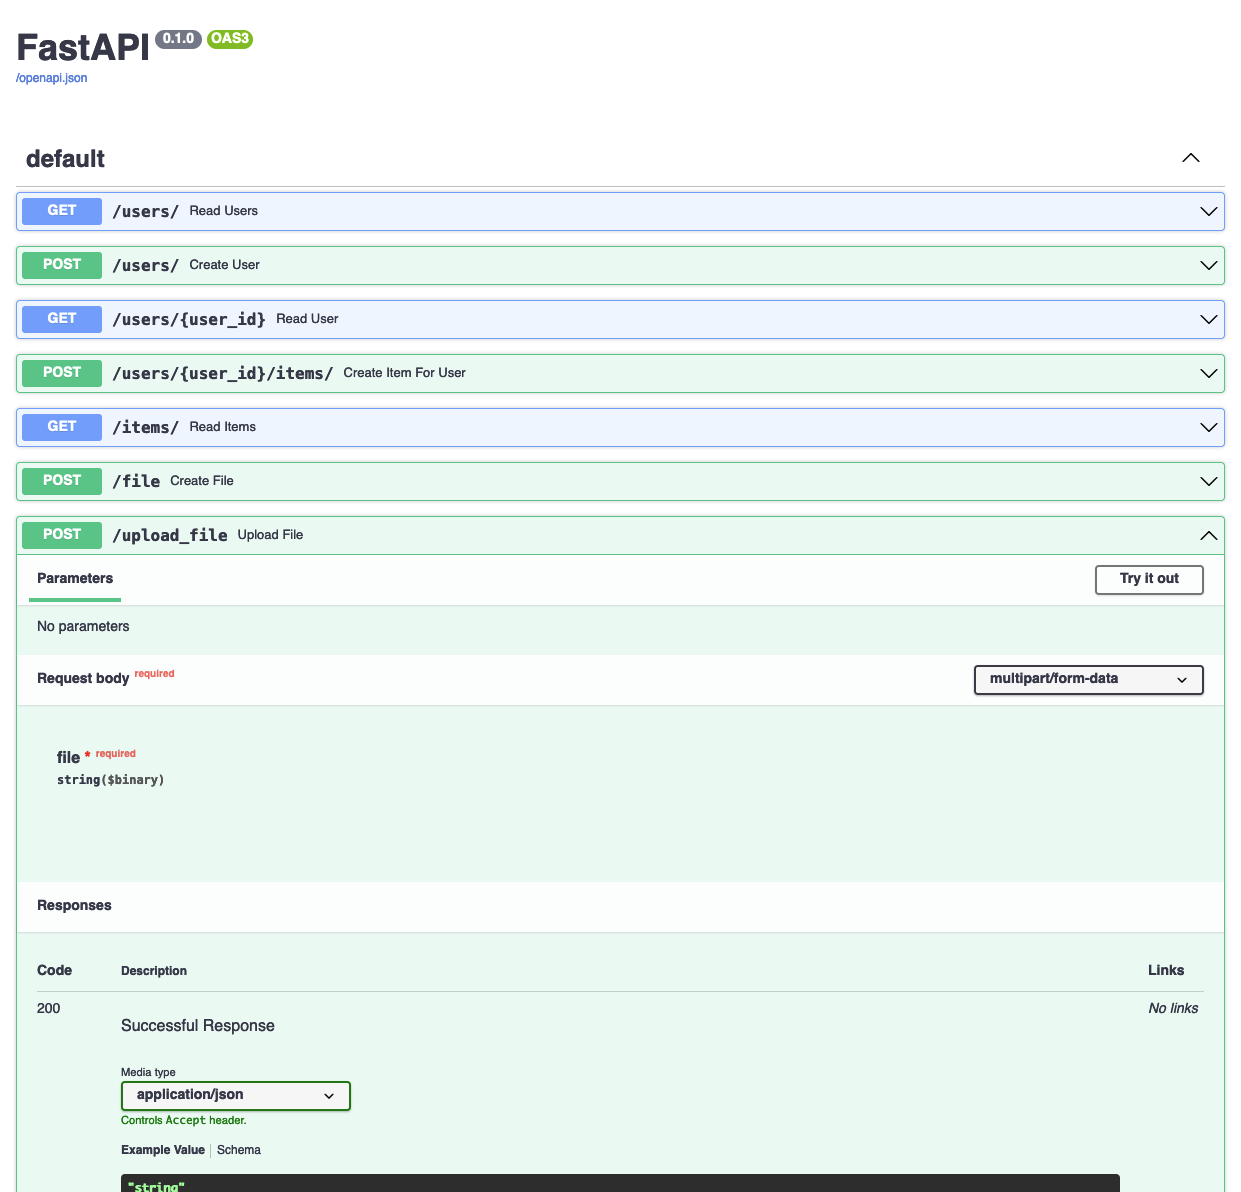 FastAPI 0.1.0 OAS3
/openapi.json
default
GET /users/ Read Users
POST /users/ Create User
GET /users/{user_id} Read User
POST /users/{user_id}/items/ Create Item For User
GET /items/ Read Items
POST /file Create File
POST /upload_file Upload File
Parameters Try it out
No parameters
Request body required multipart/form-data
file * required
string($binary)
Responses
Code Description Links
200 No links
Successful Response
Media type
application/json
Controls Accept header.
Example Value Schema
"string"